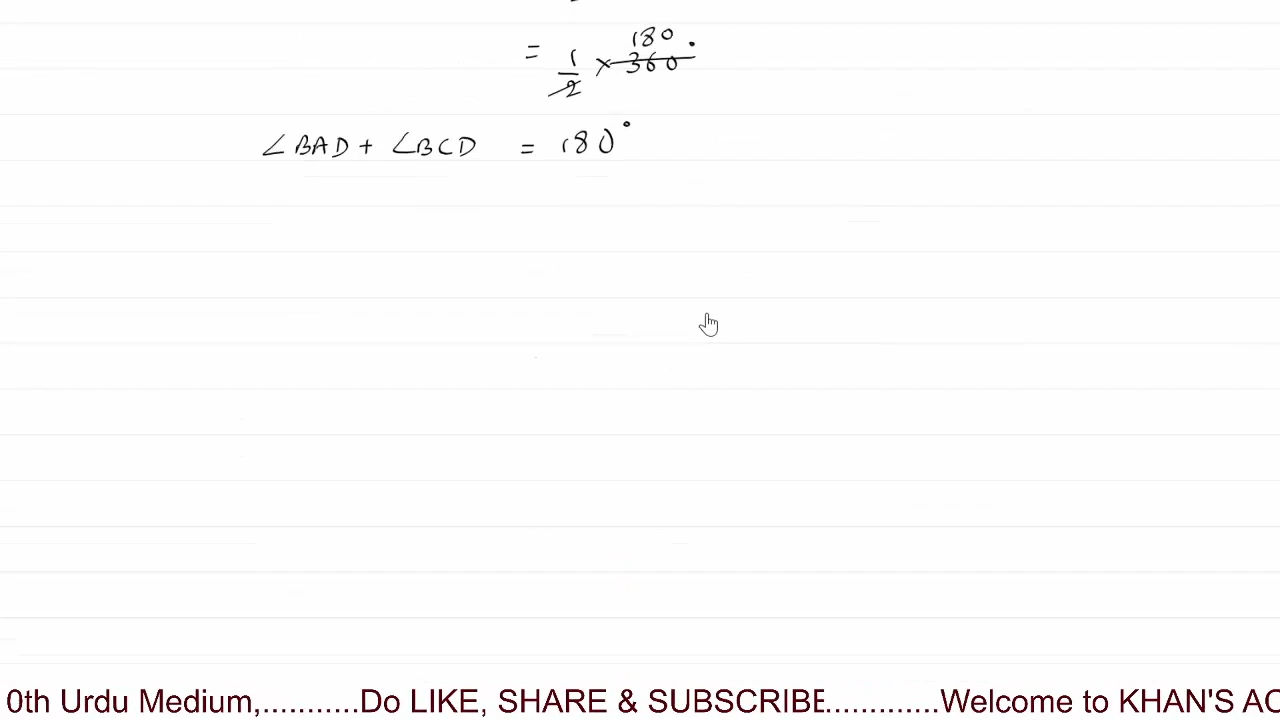 = 1/2 × 360 180°
∠BAD + ∠BCD = 180°
0th Urdu Medium,...........Do LIKE, SHARE & SUBSCRIBE.............Welcome to KHAN'S AC